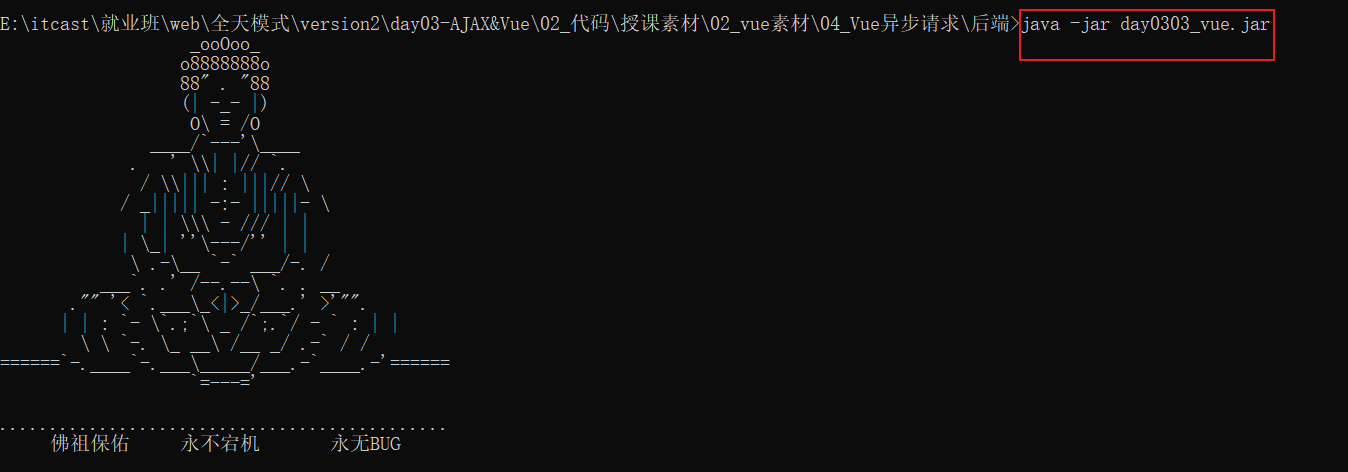 E:\itcast\就业班\web\全天模式\version2\day03-AJAX&Vue\02_代码\授课素材\02_vue素材\04_Vue异步请求\后端>java -jar day0303_vue.jar
                   _ooOoo_
                  o8888888o
                  88" . "88
                  (| -_- |)
                   O\ = /O
               ____/`---'\____
             .   ' \\| |// `.
              / \\||| : |||// \
            / _||||| -:- |||||- \
              | | \\\ - /// | |
            | \_| ''\---/'' | |
             \ .-\__ `-` ___/-. /
          ___`. .' /--.--\ `. . __
       ."" '< `.___\_<|>_/___.' >'"".
      | | : `- \`.;`\ _ /`;.`/ - ` : | |
        \ \ `-. \_ __\ /__ _/ .-` / /
======`-.____`-.___\_____/___.-`____.-'======
                   `=---='
.............................................
     佛祖保佑     永不宕机       永无BUG